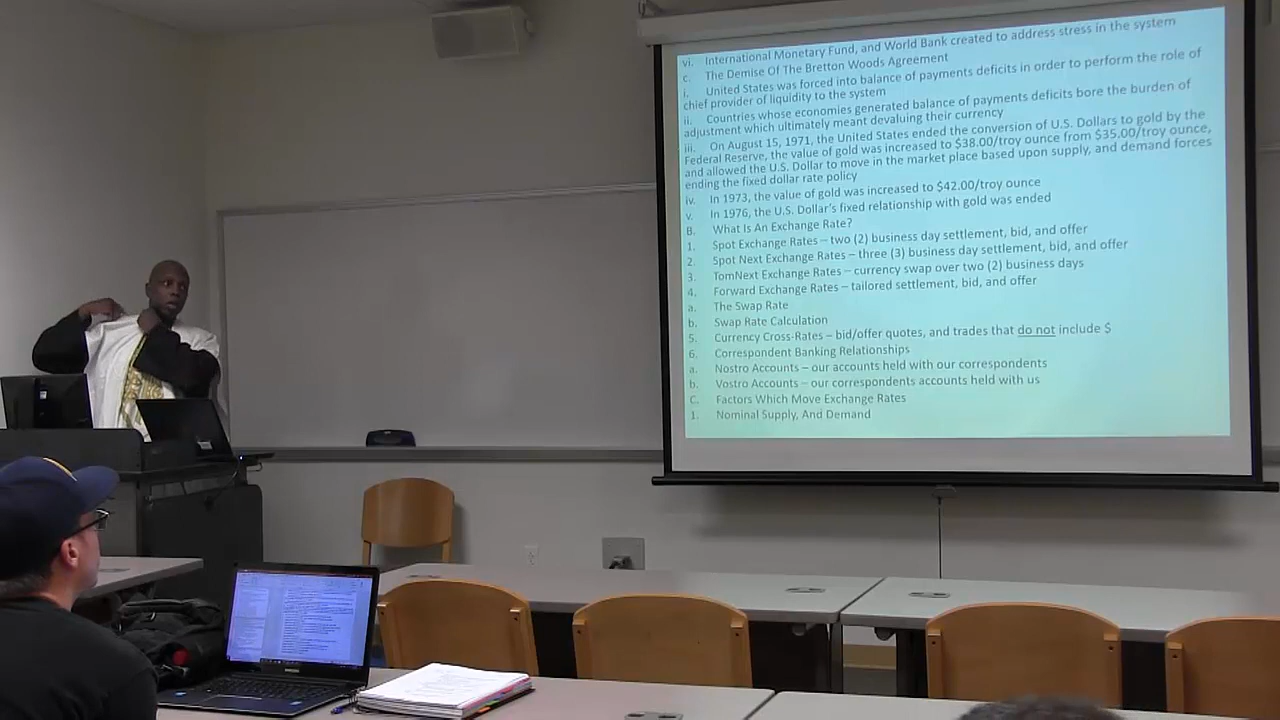 vi. International Monetary Fund, and World Bank created to address stress in the system
c. The Demise Of The Bretton Woods Agreement
i. United States was forced into balance of payments deficits in order to perform the role of
chief provider of liquidity to the system
ii. Countries whose economies generated balance of payments deficits bore the burden of
adjustment which ultimately meant devaluing their currency
iii. On August 15, 1971, the United States ended the conversion of U.S. Dollars to gold by the
Federal Reserve, the value of gold was increased to $38.00/troy ounce from $35.00/troy ounce,
and allowed the U.S. Dollar to move in the market place based upon supply, and demand forces
ending the fixed dollar rate policy
iv. In 1973, the value of gold was increased to $42.00/troy ounce
v. In 1976, the U.S. Dollar's fixed relationship with gold was ended
B. What Is An Exchange Rate?
1. Spot Exchange Rates – two (2) business day settlement, bid, and offer
2. Spot Next Exchange Rates – three (3) business day settlement, bid, and offer
3. TomNext Exchange Rates – currency swap over two (2) business days
4. Forward Exchange Rates – tailored settlement, bid, and offer
a. The Swap Rate
b. Swap Rate Calculation
5. Currency Cross-Rates – bid/offer quotes, and trades that do not include $
6. Correspondent Banking Relationships
a. Nostro Accounts – our accounts held with our correspondents
b. Vostro Accounts – our correspondents accounts held with us
C. Factors Which Move Exchange Rates
1. Nominal Supply, And Demand